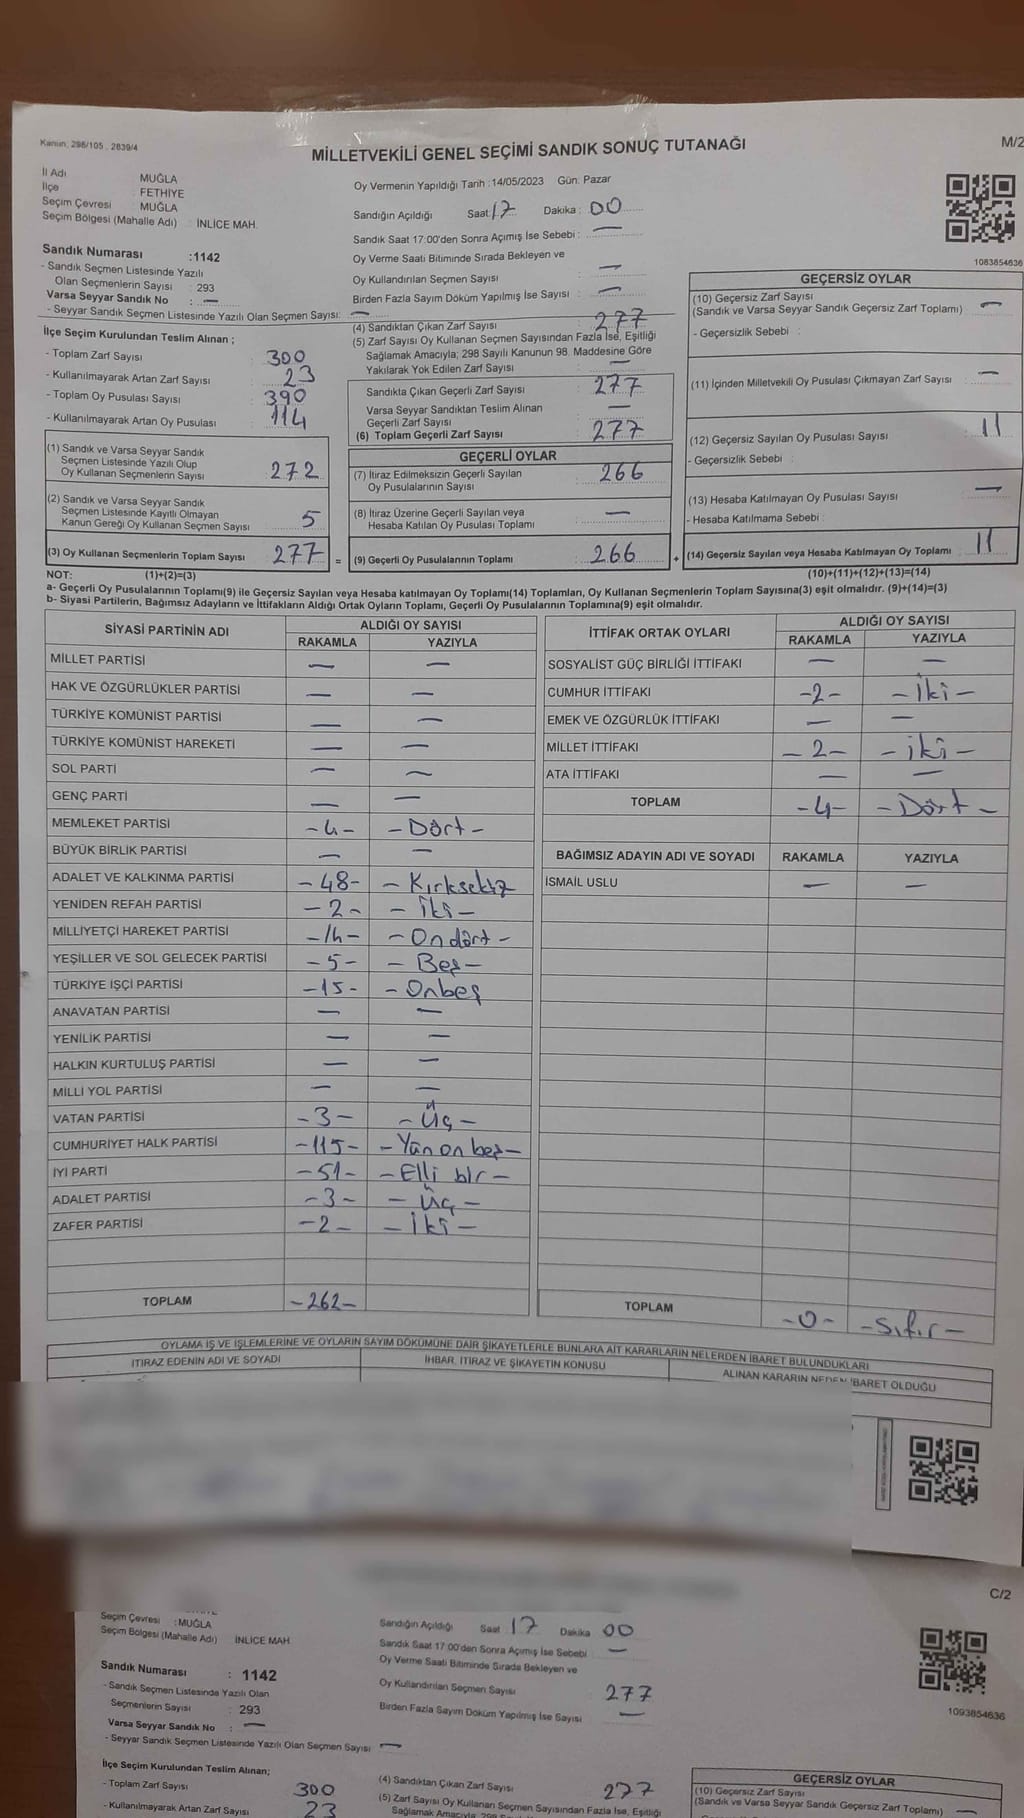 Kanun; 298/105 , 2839/4
M/2
MİLLETVEKİLİ GENEL SEÇİMİ SANDIK SONUÇ TUTANAĞI
İl Adı MUĞLA
İlçe : FETHİYE
Seçim Çevresi : MUĞLA
Seçim Bölgesi (Mahalle Adı) : İNLİCE MAH.
Oy Vermenin Yapıldığı Tarih :14/05/2023 Gün: Pazar
Sandığın Açıldığı Saat: 17 Dakika : 00
Sandık Saat 17:00'den Sonra Açımış İse Sebebi : —
Oy Verme Saati Bitiminde Sırada Bekleyen ve
Oy Kullandırılan Seçmen Sayısı —
Birden Fazla Sayım Döküm Yapılmış İse Sayısı : —
1083854636
Sandık Numarası :1142
- Sandık Seçmen Listesinde Yazılı
Olan Seçmenlerin Sayısı : 293
Varsa Seyyar Sandık No : —
- Seyyar Sandık Seçmen Listesinde Yazılı Olan Seçmen Sayısı: —
İlçe Seçim Kurulundan Teslim Alınan ;
- Toplam Zarf Sayısı 300
- Kullanılmayarak Artan Zarf Sayısı 23
- Toplam Oy Pusulası Sayısı 390
- Kullanılmayarak Artan Oy Pusulası 114
(1) Sandık ve Varsa Seyyar Sandık
Seçmen Listesinde Yazılı Olup
Oy Kullanan Seçmenlerin Sayısı 272
(2) Sandık ve Varsa Seyyar Sandık
Seçmen Listesinde Kayıtlı Olmayan
Kanun Gereği Oy Kullanan Seçmen Sayısı 5
(3) Oy Kullanan Seçmenlerin Toplam Sayısı 277 =
(4) Sandıktan Çıkan Zarf Sayısı 277
(5) Zarf Sayısı Oy Kullanan Seçmen Sayısından Fazla İse, Eşitliği
Sağlamak Amacıyla; 298 Sayılı Kanunun 98. Maddesine Göre
Yakılarak Yok Edilen Zarf Sayısı —
Sandıkta Çıkan Geçerli Zarf Sayısı 277
Varsa Seyyar Sandıktan Teslim Alınan
Geçerli Zarf Sayısı —
(6) Toplam Geçerli Zarf Sayısı 277
GEÇERLİ OYLAR
(7) İtiraz Edilmeksizin Geçerli Sayılan
Oy Pusulalarının Sayısı 266
(8) İtiraz Üzerine Geçerli Sayılan veya
Hesaba Katılan Oy Pusulası Toplamı —
(9) Geçerli Oy Pusulalarının Toplamı 266 +
GEÇERSİZ OYLAR
(10) Geçersiz Zarf Sayısı
(Sandık ve Varsa Seyyar Sandık Geçersiz Zarf Toplamı) —
- Geçersizlik Sebebi :
(11) İçinden Milletvekili Oy Pusulası Çıkmayan Zarf Sayısı —
(12) Geçersiz Sayılan Oy Pusulası Sayısı 11
- Geçersizlik Sebebi :
(13) Hesaba Katılmayan Oy Pusulası Sayısı —
- Hesaba Katılmama Sebebi :
(14) Geçersiz Sayılan veya Hesaba Katılmayan Oy Toplamı 11
NOT: (1)+(2)=(3) (10)+(11)+(12)+(13)=(14)
a- Geçerli Oy Pusulalarının Toplamı(9) ile Geçersiz Sayılan veya Hesaba katılmayan Oy Toplamı(14) Toplamları, Oy Kullanan Seçmenlerin Toplam Sayısına(3) eşit olmalıdır. (9)+(14)=(3)
b- Siyasi Partilerin, Bağımsız Adayların ve İttifakların Aldığı Ortak Oyların Toplamı, Geçerli Oy Pusulalarının Toplamına(9) eşit olmalıdır.
SİYASİ PARTİNİN ADI ALDIĞI OY SAYISI
RAKAMLA YAZIYLA
MİLLET PARTİSİ — —
HAK VE ÖZGÜRLÜKLER PARTİSİ — —
TÜRKİYE KOMÜNİST PARTİSİ — —
TÜRKİYE KOMÜNİST HAREKETİ — —
SOL PARTİ — —
GENÇ PARTİ — —
MEMLEKET PARTİSİ -4- -Dört-
BÜYÜK BİRLİK PARTİSİ — —
ADALET VE KALKINMA PARTİSİ -48- -Kırksekiz
YENİDEN REFAH PARTİSİ -2- -İki-
MİLLİYETÇİ HAREKET PARTİSİ -14- -Ondört-
YEŞİLLER VE SOL GELECEK PARTİSİ -5- -Beş-
TÜRKİYE İŞÇİ PARTİSİ -15- -Onbeş
ANAVATAN PARTİSİ — —
YENİLİK PARTİSİ — —
HALKIN KURTULUŞ PARTİSİ — —
MİLLİ YOL PARTİSİ — —
VATAN PARTİSİ -3- -Üç-
CUMHURİYET HALK PARTİSİ -115- -Yüz on beş-
İYİ PARTİ -51- -Elli bir-
ADALET PARTİSİ -3- -Üç-
ZAFER PARTİSİ -2- -İki-
TOPLAM -262-
İTTİFAK ORTAK OYLARI ALDIĞI OY SAYISI
RAKAMLA YAZIYLA
SOSYALİST GÜÇ BİRLİĞİ İTTİFAKI — —
CUMHUR İTTİFAKI -2- -İki-
EMEK VE ÖZGÜRLÜK İTTİFAKI — —
MİLLET İTTİFAKI -2- -İki-
ATA İTTİFAKI — —
TOPLAM -4- -Dört-
BAĞIMSIZ ADAYIN ADI VE SOYADI RAKAMLA YAZIYLA
İSMAİL USLU — —
TOPLAM -0- -Sıfır-
OYLAMA İŞ VE İŞLEMLERİNE VE OYLARIN SAYIM DÖKÜMÜNE DAİR ŞİKAYETLERLE BUNLARA AİT KARARLARIN NELERDEN İBARET BULUNDUKLARI
İTİRAZ EDENİN ADI VE SOYADI İHBAR, İTİRAZ VE ŞİKAYETİN KONUSU ALINAN KARARIN NEDEN İBARET OLDUĞU
C/2
Seçim Çevresi : MUĞLA
Seçim Bölgesi (Mahalle Adı) İNLİCE MAH.
Sandığın Açıldığı Saat 17 Dakika 00
Sandık Saat 17:00'den Sonra Açımış İse Sebebi —
Oy Verme Saati Bitiminde Sırada Bekleyen ve
Oy Kullandırılan Seçmen Sayısı 277
Birden Fazla Sayım Döküm Yapılmış İse Sayısı —
1093854636
Sandık Numarası : 1142
- Sandık Seçmen Listesinde Yazılı Olan
Seçmenlerin Sayısı : 293
Varsa Seyyar Sandık No : —
- Seyyar Sandık Seçmen Listesinde Yazılı Olan Seçmen Sayısı —
İlçe Seçim Kurulundan Teslim Alınan;
- Toplam Zarf Sayısı 300
- Kullanılmayarak Artan Zarf Sayısı 23
(4) Sandıktan Çıkan Zarf Sayısı 277
(5) Zarf Sayısı Oy Kullanan Seçmen Sayısından Fazla İse, Eşitliği
GEÇERSİZ OYLAR
(10) Geçersiz Zarf Sayısı
(Sandık ve Varsa Seyyar Sandık Geçersiz Zarf Toplamı) —